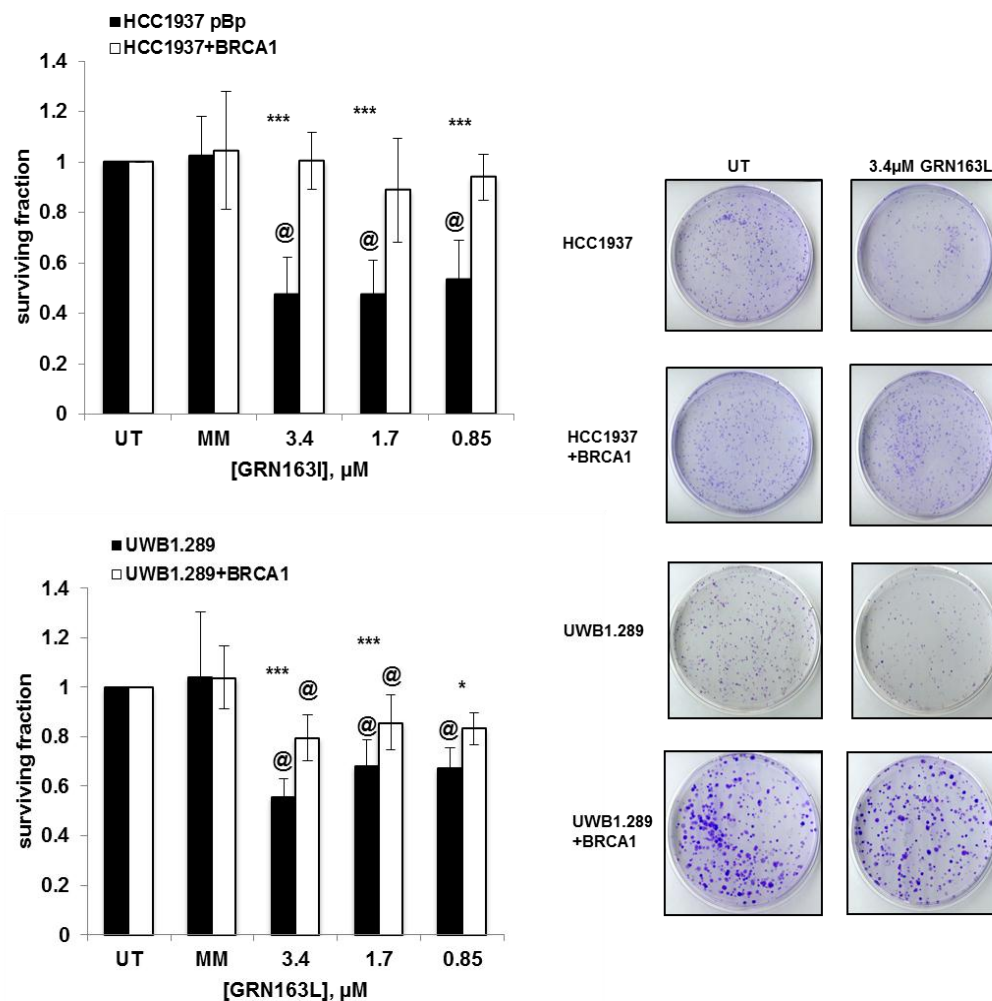 ■HCC1937 pBp
□HCC1937+BRCA1
surviving fraction
1.4
1.2
1
0.8
0.6
0.4
0.2
0
***
***
***
@
@
@
UT MM 3.4 1.7 0.85
[GRN163I], µM
■ UWB1.289
□ UWB1.289+BRCA1
surviving fraction
1.4
1.2
1
0.8
0.6
0.4
0.2
0
***
***
*
@
@
@
@
@
UT MM 3.4 1.7 0.85
[GRN163L], µM
UT 3.4µM GRN163L
HCC1937
HCC1937
+BRCA1
UWB1.289
UWB1.289
+BRCA1